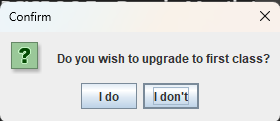 Confirm
?
Do you wish to upgrade to first class?
I do
I don't